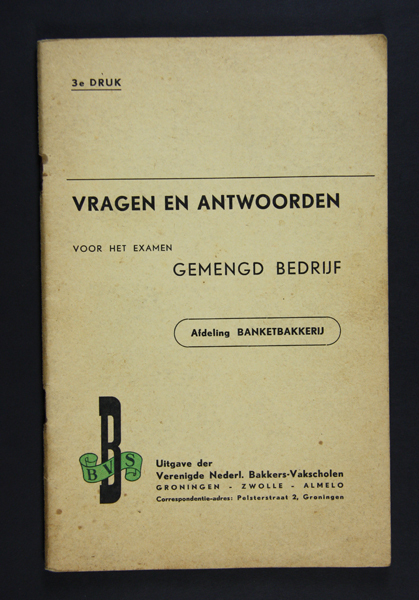 3e DRUK
VRAGEN EN ANTWOORDEN
VOOR HET EXAMEN
GEMENGD BEDRIJF
Afdeling BANKETBAKKERIJ
B
BVS
Uitgave der
Verenigde Nederl. Bakkers-Vakscholen
GRONINGEN - ZWOLLE - ALMELO
Correspondentie-adres: Pelsterstraat 2, Groningen